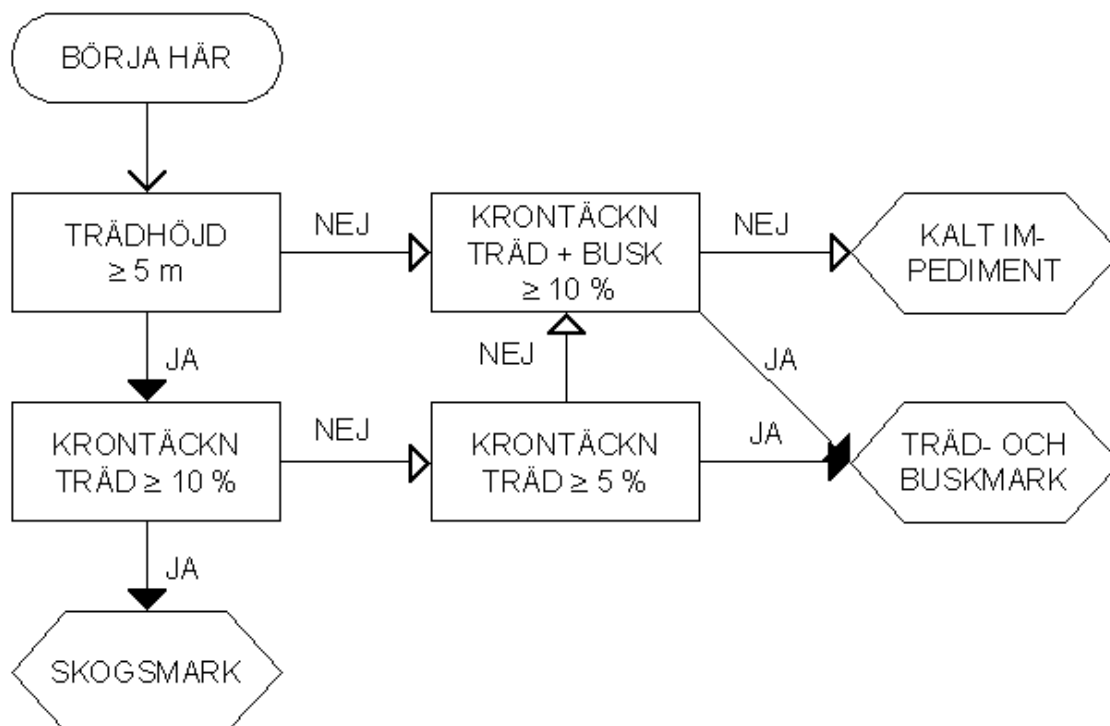 BÖRJA HÄR
TRÄDHÖJD
≥ 5 m
NEJ
KRONTÄCKN
TRÄD + BUSK
≥ 10 %
NEJ
KALT IM-
PEDIMENT
JA
NEJ
JA
KRONTÄCKN
TRÄD ≥ 10 %
NEJ
KRONTÄCKN
TRÄD ≥ 5 %
JA
TRÄD- OCH
BUSKMARK
JA
SKOGSMARK